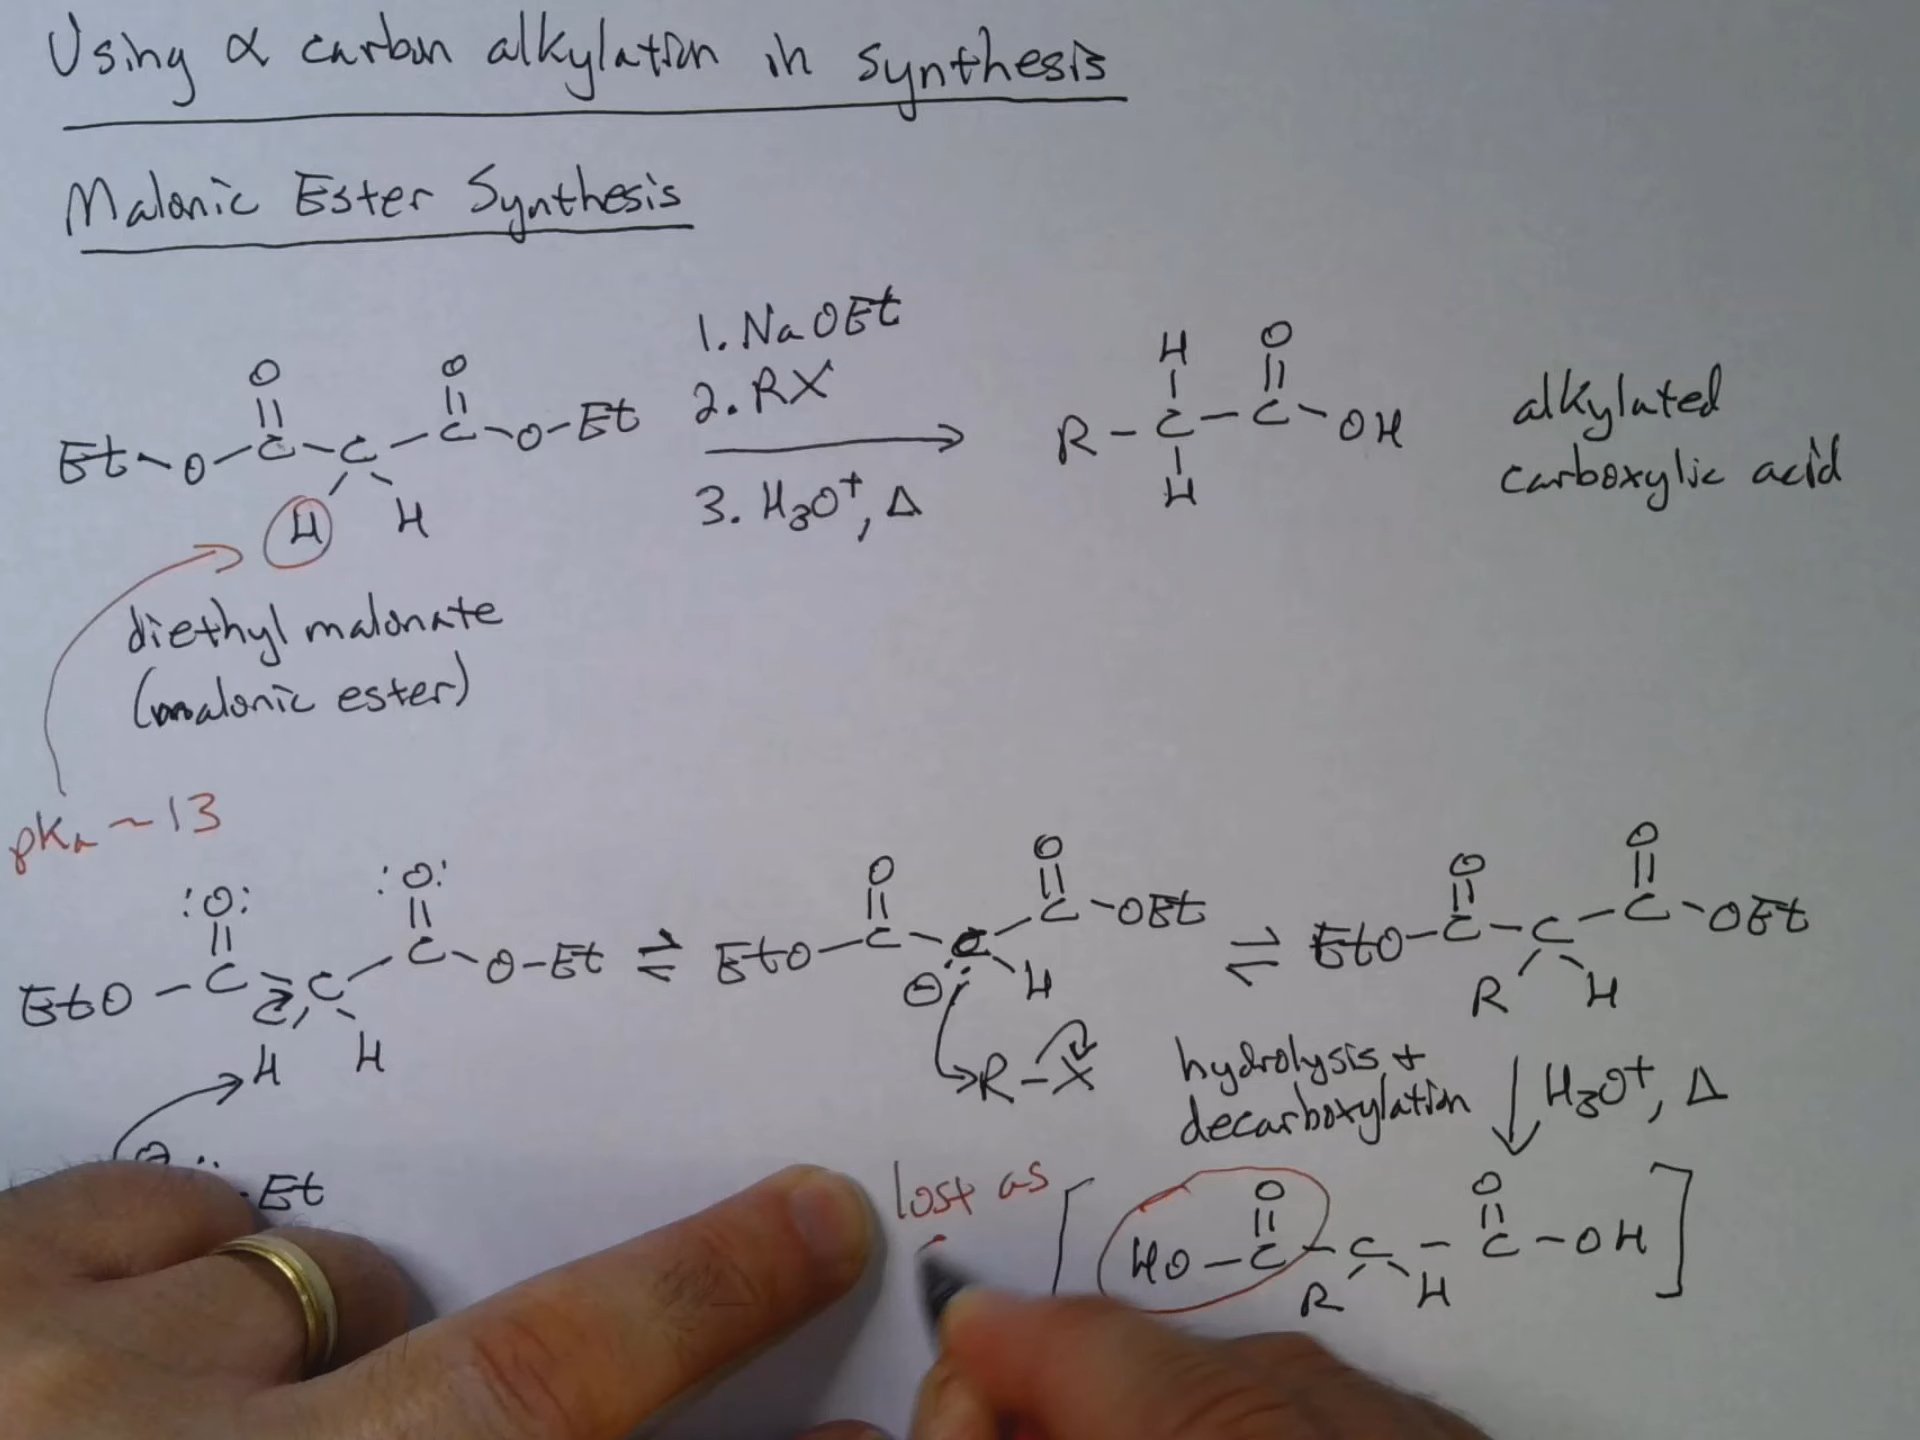 Using α carbon alkylation in synthesis
Malonic Ester Synthesis
1. NaOEt
2. RX
3. H₃O⁺, Δ
O O
Et-O-C-C-C-O-Et
H H
H O
R-C-C-OH
H
alkylated
carboxylic acid
diethyl malonate
(malonic ester)
pKa ~ 13
:O: :O:
EtO-C-C-C-O-Et
H H
⇌
O O
EtO-C-C-C-OEt
⊖ : H
R-X
⇌
O O
EtO-C-C-C-OEt
R H
hydrolysis +
decarboxylation
H₃O⁺, Δ
Et
lost as
[ O O ]
HO-C-C-C-OH
R H